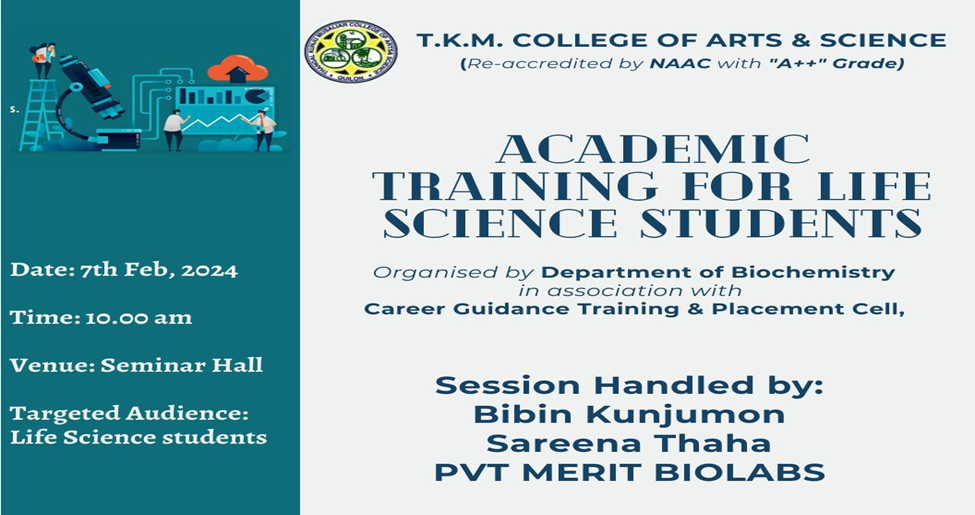 s.
Date: 7th Feb, 2024
Time: 10.00 am
Venue: Seminar Hall
Targeted Audience:
Life Science students
QUILON
T.K.M. COLLEGE OF ARTS & SCIENCE
(Re-accredited by NAAC with "A++" Grade)
ACADEMIC
TRAINING FOR LIFE
SCIENCE STUDENTS
Organised by Department of Biochemistry
in association with
Career Guidance Training & Placement Cell,
Session Handled by:
Bibin Kunjumon
Sareena Thaha
PVT MERIT BIOLABS